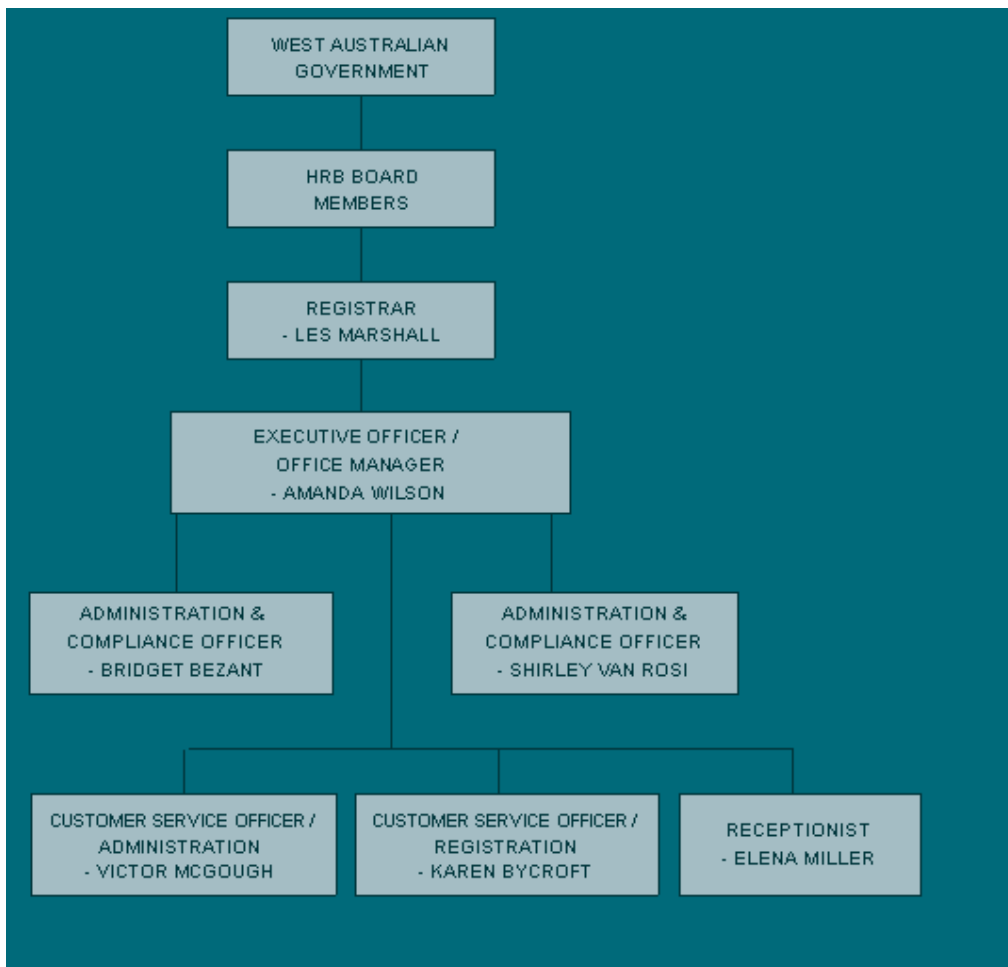 WEST AUSTRALIAN
GOVERNMENT
HRB BOARD
MEMBERS
REGISTRAR
- LES MARSHALL
EXECUTIVE OFFICER /
OFFICE MANAGER
- AMANDA WILSON
ADMINISTRATION &
COMPLIANCE OFFICER
- BRIDGET BEZANT
ADMINISTRATION &
COMPLIANCE OFFICER
- SHIRLEY VAN ROSI
CUSTOMER SERVICE OFFICER /
ADMINISTRATION
- VICTOR MCGOUGH
CUSTOMER SERVICE OFFICER /
REGISTRATION
- KAREN BYCROFT
RECEPTIONIST
- ELENA MILLER